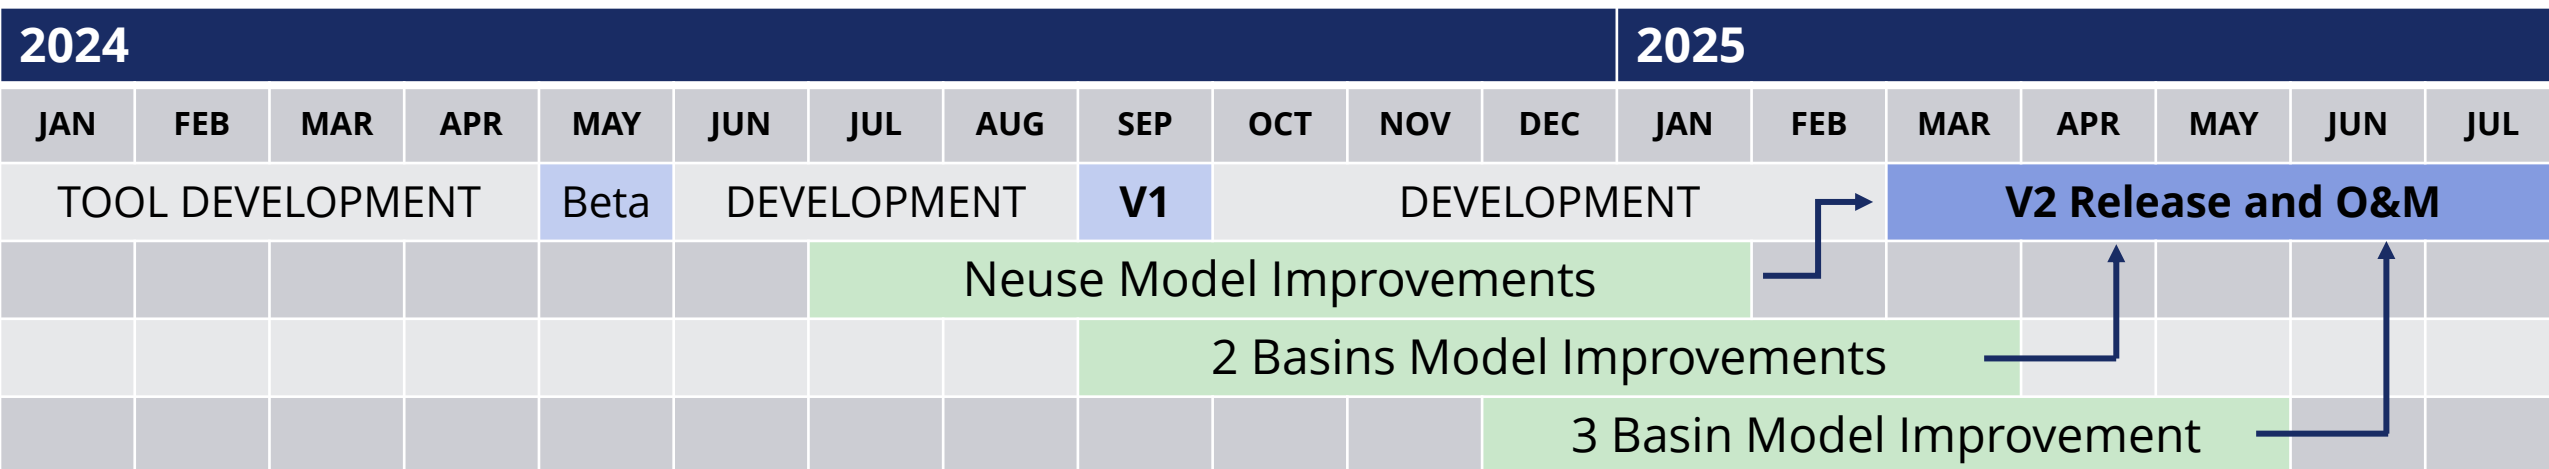 2024 2025
JAN FEB MAR APR MAY JUN JUL AUG SEP OCT NOV DEC JAN FEB MAR APR MAY JUN JUL
TOOL DEVELOPMENT Beta DEVELOPMENT V1 DEVELOPMENT V2 Release and O&M
Neuse Model Improvements
2 Basins Model Improvements
3 Basin Model Improvement